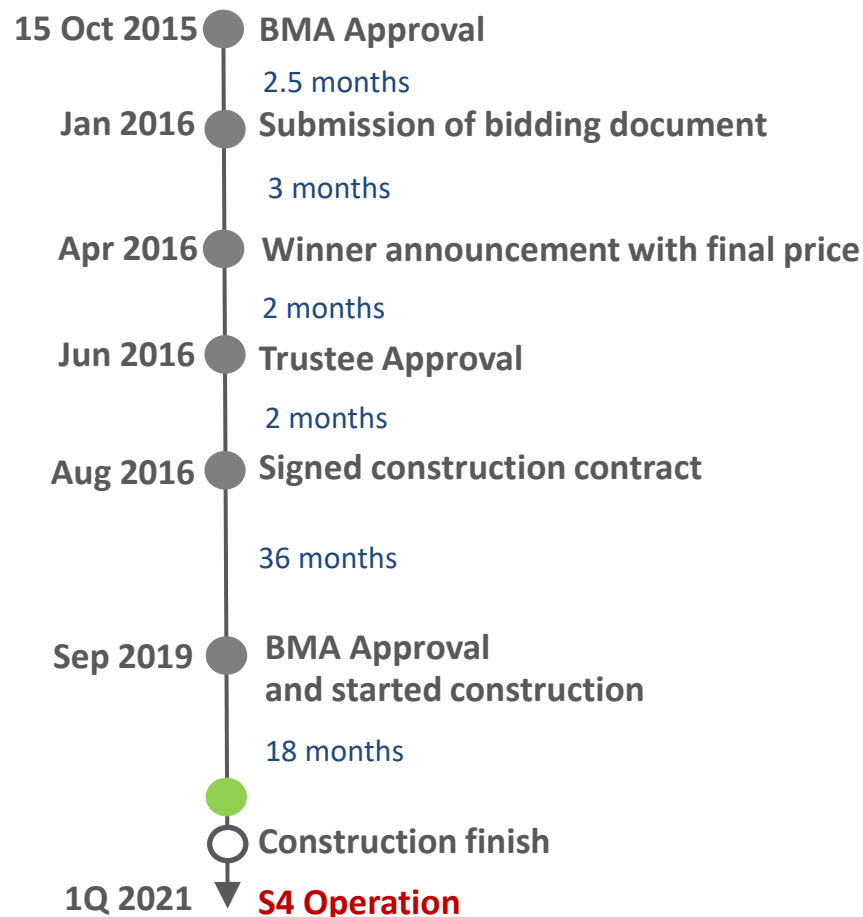 15 Oct 2015 BMA Approval
2.5 months
Jan 2016 Submission of bidding document
3 months
Apr 2016 Winner announcement with final price
2 months
Jun 2016 Trustee Approval
2 months
Aug 2016 Signed construction contract
36 months
Sep 2019 BMA Approval
and started construction
18 months
Construction finish
1Q 2021 S4 Operation